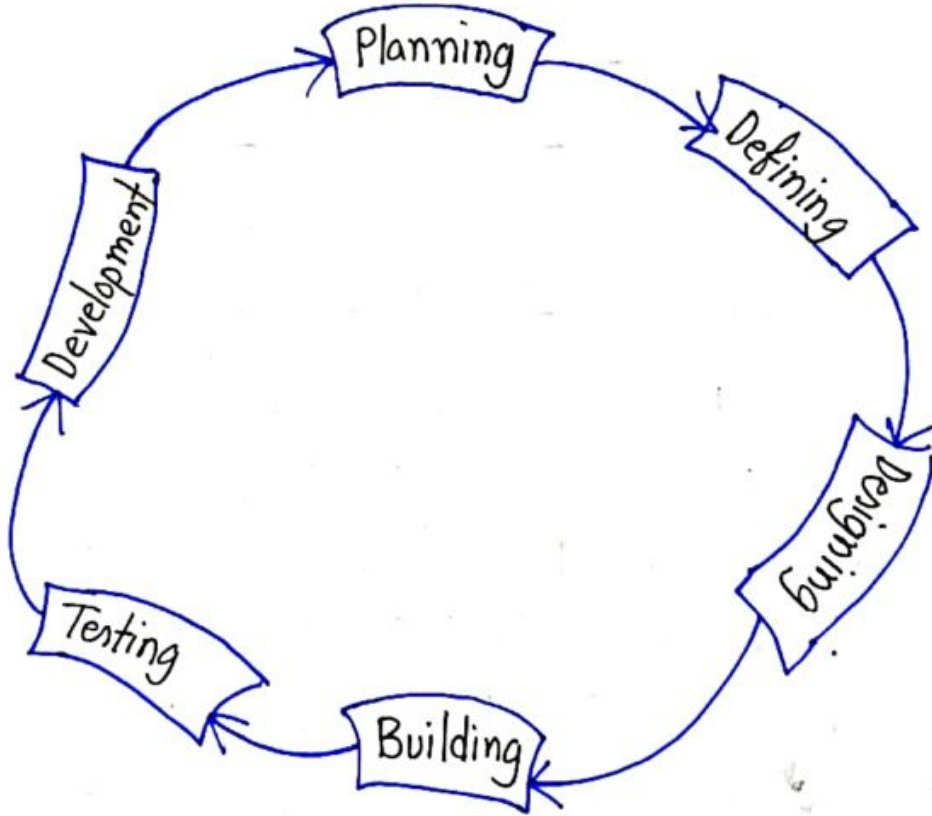 Planning
Defining
Designing
Building
Testing
Development